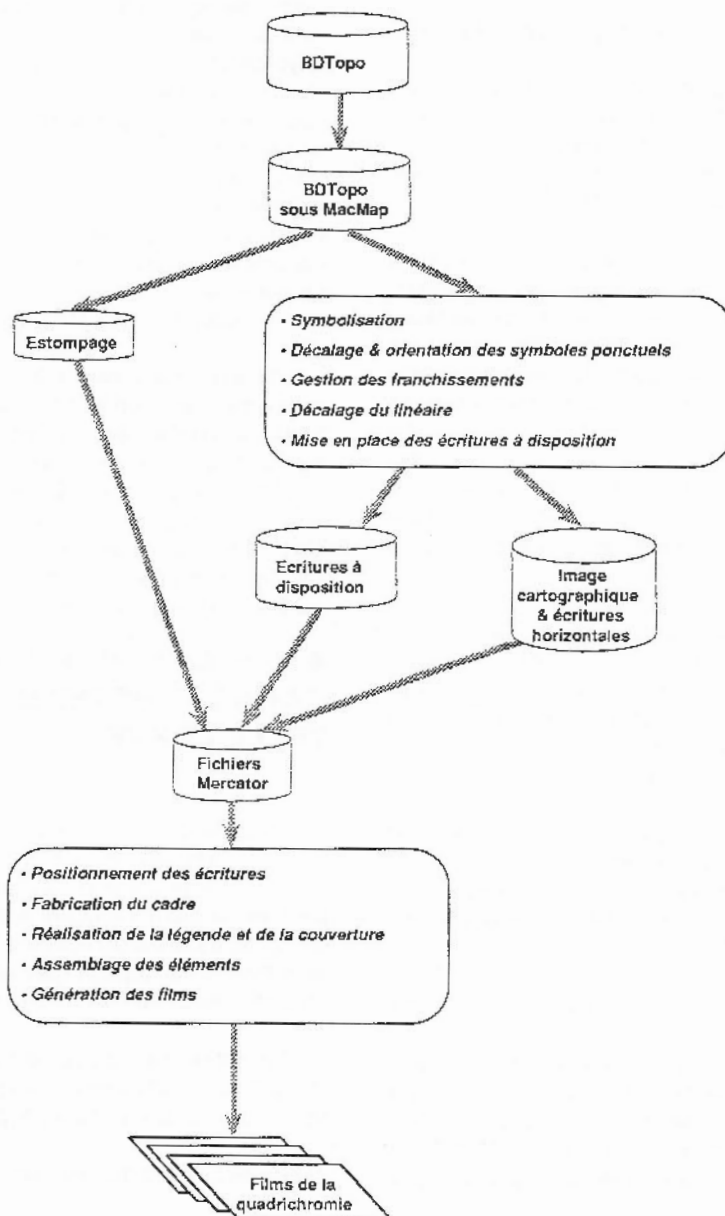 BDTopo
BDTopo
sous MacMap
Estompage
• Symbolisation
• Décalage & orientation des symboles ponctuels
• Gestion des franchissements
• Décalage du linéaire
• Mise en place des écritures à disposition
Ecritures à
disposition
Image
cartographique
& écritures
horizontales
Fichiers
Mercator
• Positionnement des écritures
• Fabrication du cadre
• Réalisation de la légende et de la couverture
• Assemblage des éléments
• Génération des films
Films de la
quadrichromie